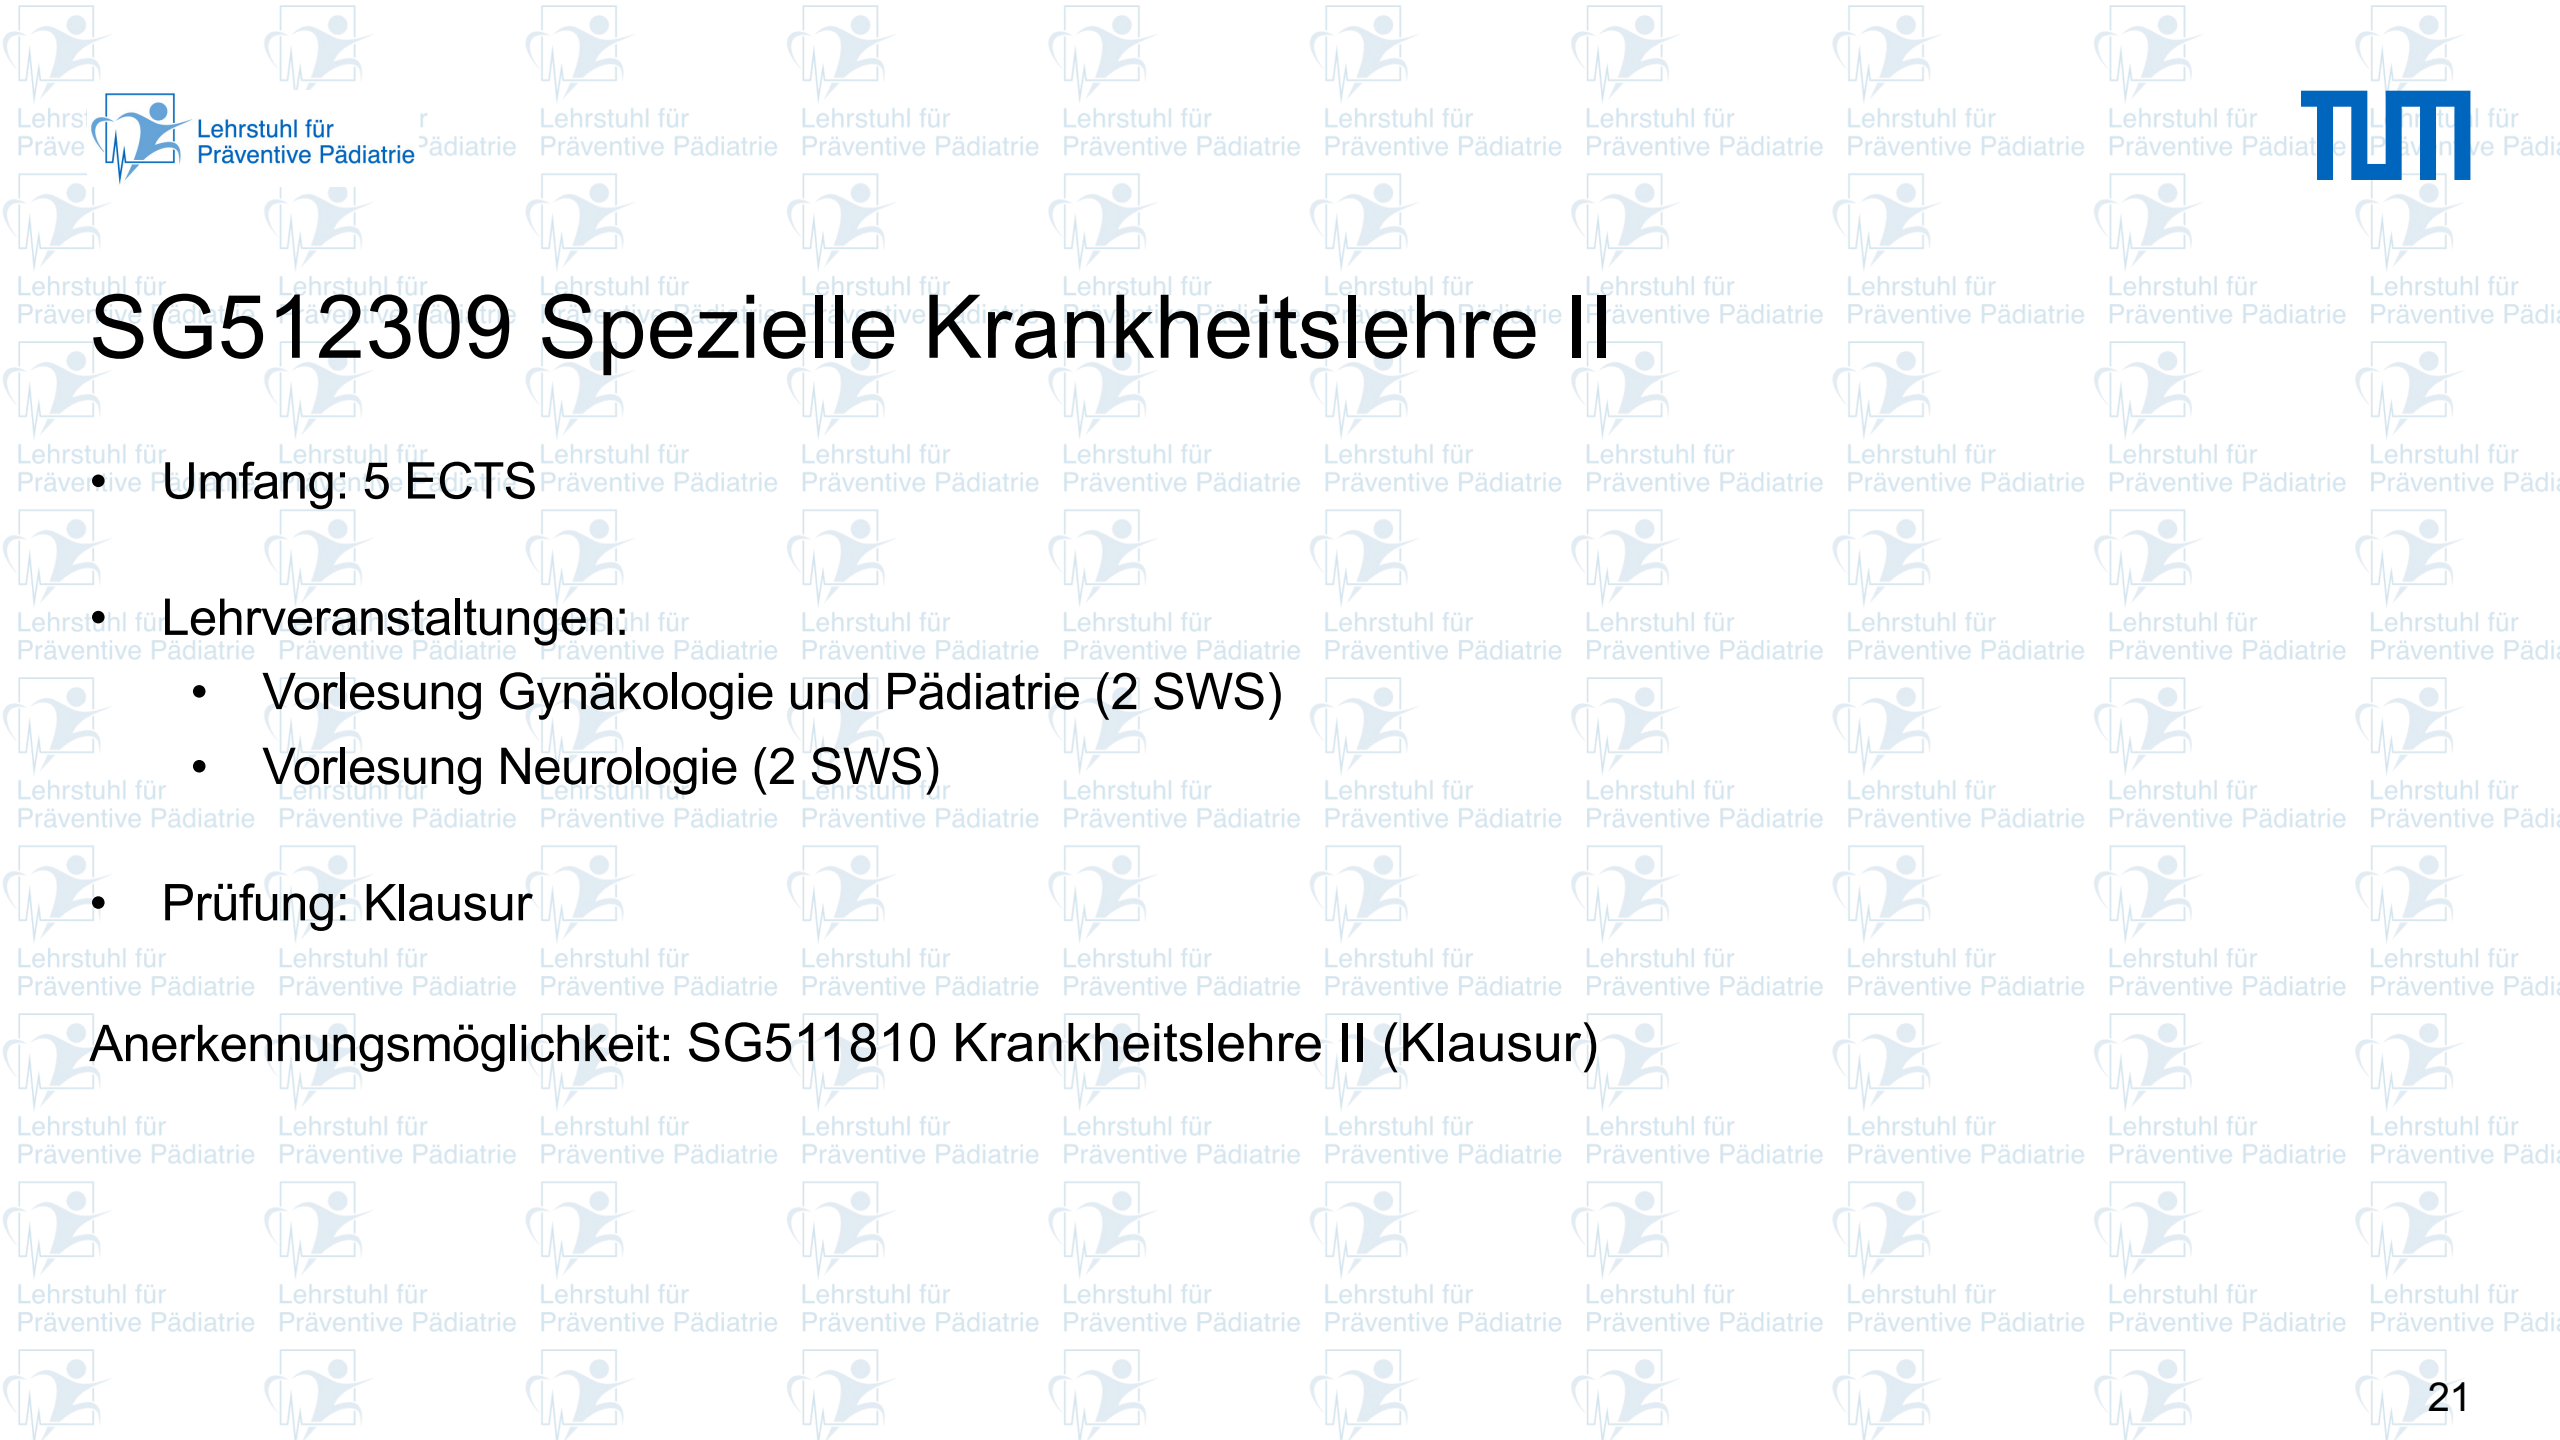 Lehrstuhl für
Präventive Pädiatrie
TUM
SG512309 Spezielle Krankheitslehre II
• Umfang: 5 ECTS
• Lehrveranstaltungen:
• Vorlesung Gynäkologie und Pädiatrie (2 SWS)
• Vorlesung Neurologie (2 SWS)
• Prüfung: Klausur
Anerkennungsmöglichkeit: SG511810 Krankheitslehre II (Klausur)
21